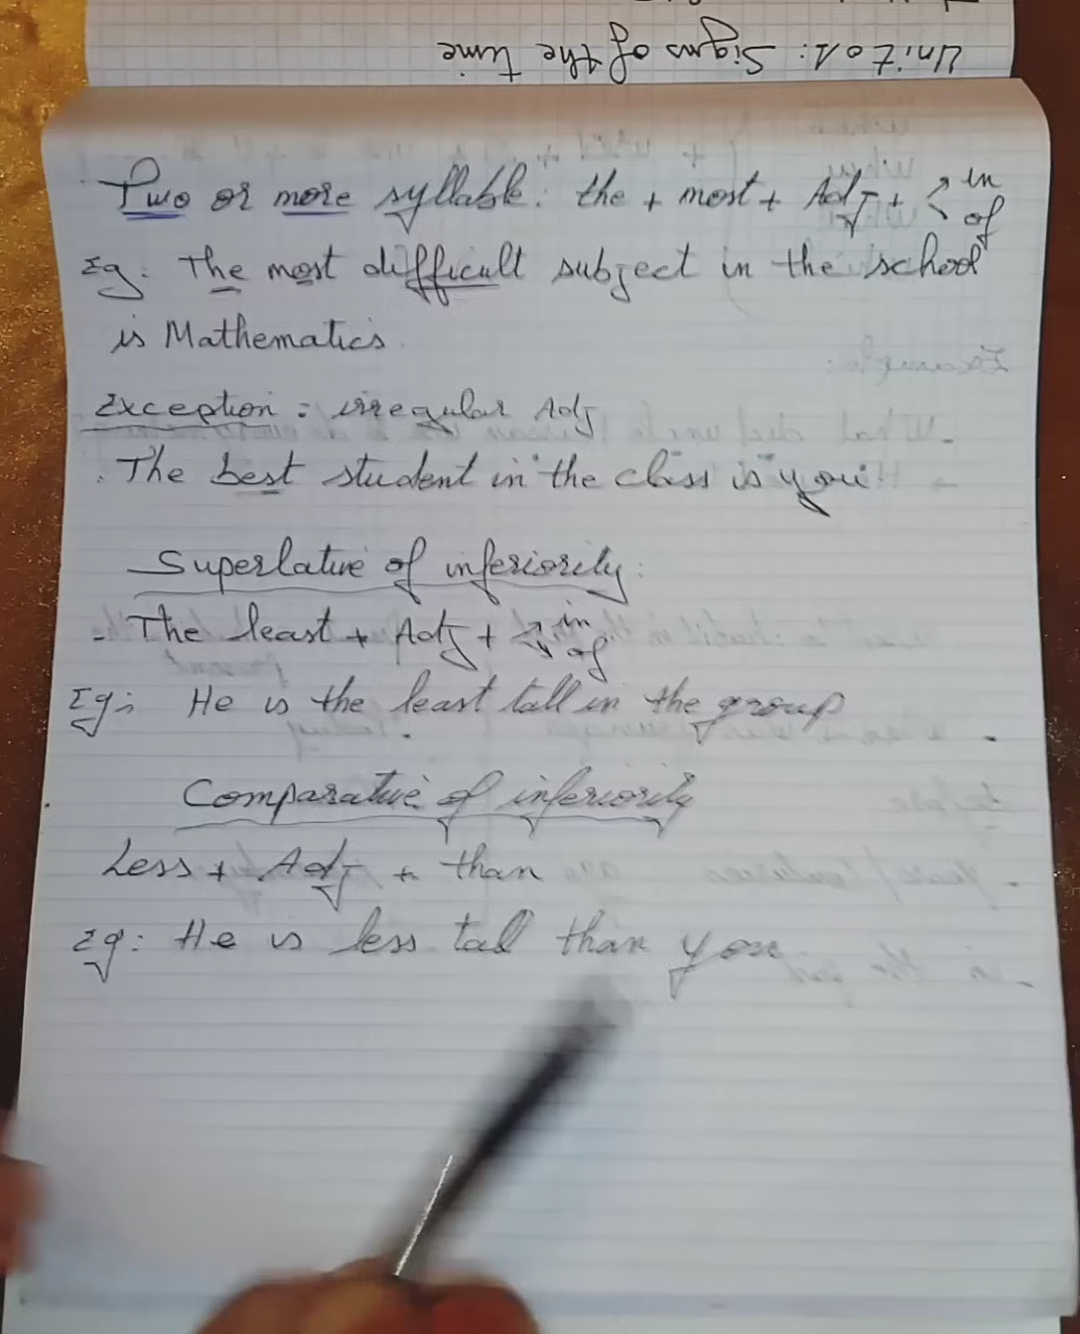 Unit 01: Signs of the time
Two or more syllable: the + most + Adj + < in
of
Eg: The most difficult subject in the school
is Mathematics.
Exception: irregular Adj
. The best student in the class is you
Superlative of inferiority:
- The least + Adj + < in
of
Eg: He is the least tall in the group
Comparative of inferiority
Less + Adj + than
Eg: He is less tall than you